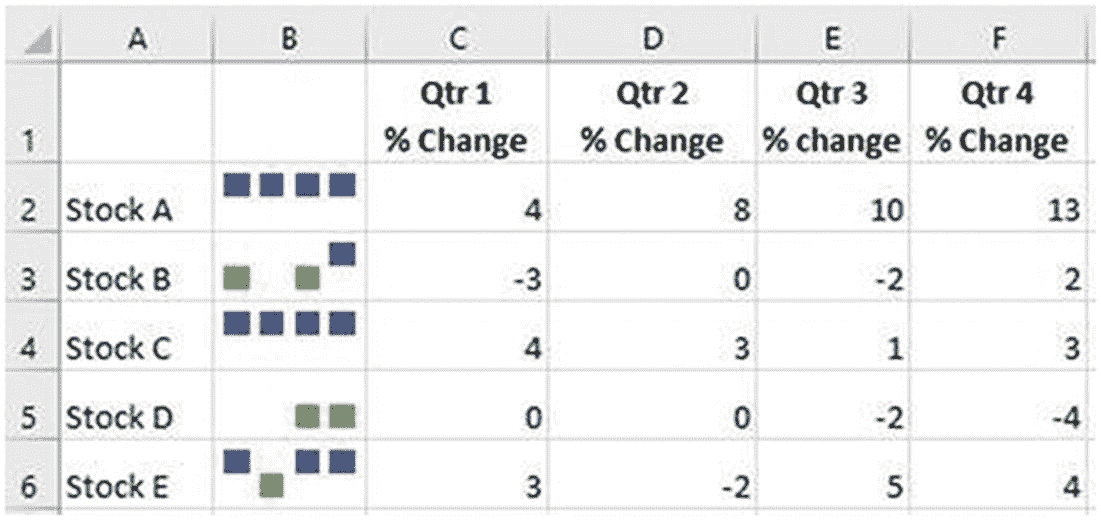 A B C D E F
Qtr 1 Qtr 2 Qtr 3 Qtr 4
1 % Change % Change % change % Change
2 Stock A 4 8 10 13
3 Stock B -3 0 -2 2
4 Stock C 4 3 1 3
5 Stock D 0 0 -2 -4
6 Stock E 3 -2 5 4